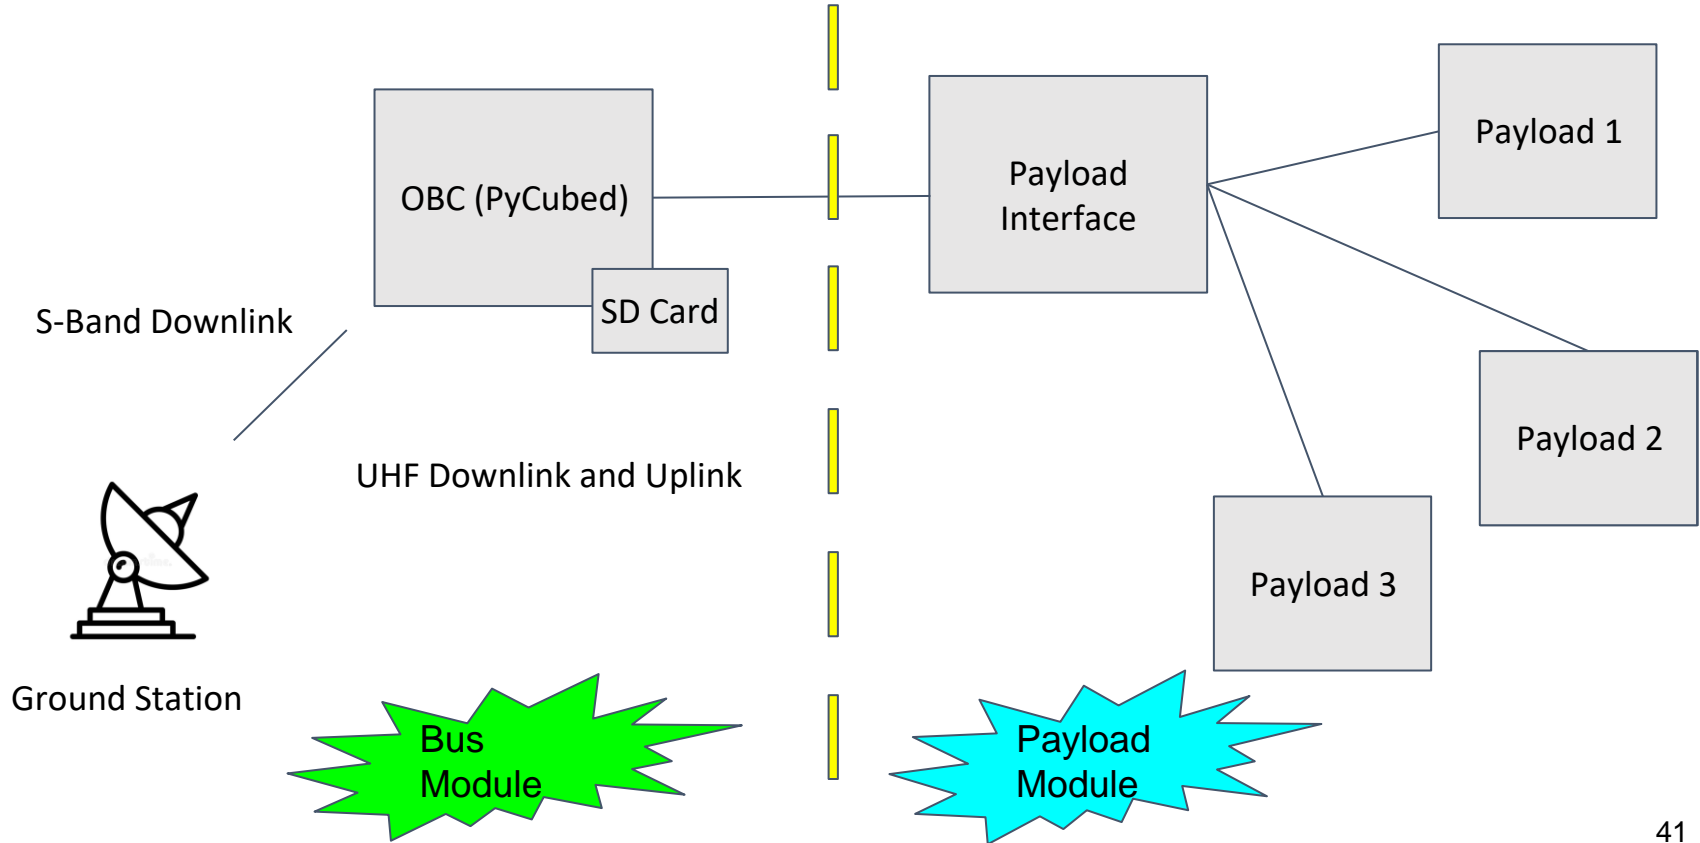 OBC (PyCubed)
SD Card
Payload
Interface
Payload 1
Payload 2
Payload 3
S-Band Downlink
UHF Downlink and Uplink
Ground Station
Bus
Module
Payload
Module
41